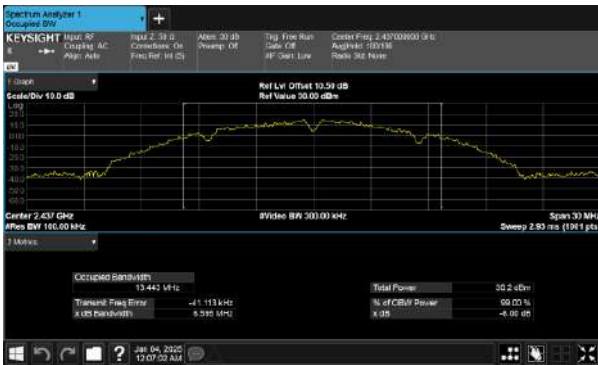 Spectrum Analyzer 1
Occupied BW
KEYSIGHT
Input: RF
Coupling: AC
Align: Auto
Input Z: 50 Ω
Corrections: On
Freq Ref: Int (S)
Atten: 30 dB
Preamp: Off
Trig: Free Run
Gate: Off
#IF Gain: Low
Center Freq: 2.437000000 GHz
Avg|Hold: 100/100
Radio Std: None
1 Graph
Scale/Div 10.0 dB
Ref Lvl Offset 10.50 dB
Ref Value 30.00 dBm
Log
Center 2.437 GHz
#Res BW 100.00 kHz
#Video BW 300.00 kHz
Span 30 MHz
Sweep 2.93 ms (1001 pts)
2 Metrics
Occupied Bandwidth
13.443 MHz
Total Power
30.2 dBm
Transmit Freq Error
-41.113 kHz
% of OBW Power
99.00 %
x dB Bandwidth
x dB
-6.00 dB
Jan 04, 2025
12:07:02 AM